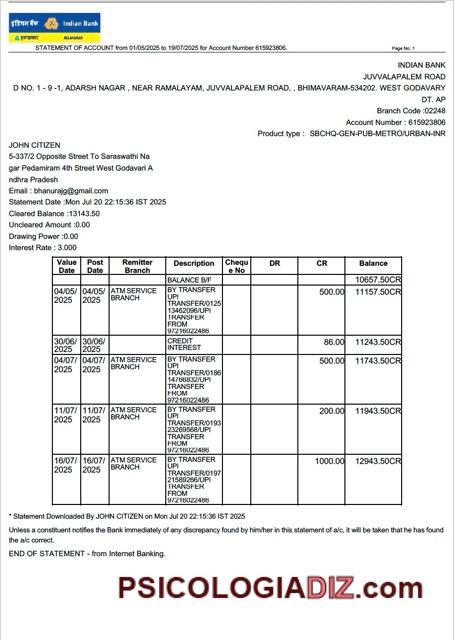 इंडियन बैंक Indian Bank
इलाहाबाद ALLAHABAD
STATEMENT OF ACCOUNT from 01/05/2025 to 19/07/2025 for Account Number 615923806.
Page No: 1
INDIAN BANK
JUVVALAPALEM ROAD
D NO. 1 - 9 -1, ADARSH NAGAR , NEAR RAMALAYAM, JUVVALAPALEM ROAD, , BHIMAVARAM-534202. WEST GODAVARY
DT. AP
Branch Code :02248
Account Number : 615923806
Product type : SBCHQ-GEN-PUB-METRO/URBAN-INR
JOHN CITIZEN
5-337/2 Opposite Street To Saraswathi Na
gar Pedamiram 4th Street West Godavari A
ndhra Pradesh
Email : bhanurajg@gmail.com
Statement Date :Mon Jul 20 22:15:36 IST 2025
Cleared Balance :13143.50
Uncleared Amount :0.00
Drawing Power :0.00
Interest Rate : 3.000
Value Date Post Date Remitter Branch Description Chequ e No DR CR Balance
BALANCE B/F 10657.50CR
04/05/ 04/05/ ATM SERVICE BY TRANSFER 500.00 11157.50CR
2025 2025 BRANCH UPI
TRANSFER/0125
13462096/UPI
TRANSFER
FROM
97216022486
30/06/ 30/06/ CREDIT 86.00 11243.50CR
2025 2025 INTEREST
04/07/ 04/07/ ATM SERVICE BY TRANSFER 500.00 11743.50CR
2025 2025 BRANCH UPI
TRANSFER/0186
14766832/UPI
TRANSFER
FROM
97216022486
11/07/ 11/07/ ATM SERVICE BY TRANSFER 200.00 11943.50CR
2025 2025 BRANCH UPI
TRANSFER/0193
23269568/UPI
TRANSFER
FROM
97216022486
16/07/ 16/07/ ATM SERVICE BY TRANSFER 1000.00 12943.50CR
2025 2025 BRANCH UPI
TRANSFER/0197
21589266/UPI
TRANSFER
FROM
97216022486
* Statement Downloaded By JOHN CITIZEN on Mon Jul 20 22:15:36 IST 2025
Unless a constituent notifies the Bank immediately of any discrepancy found by him/her in this statement of a/c, it will be taken that he has found
the a/c correct.
END OF STATEMENT - from Internet Banking.
PSICOLOGIADIZ.com